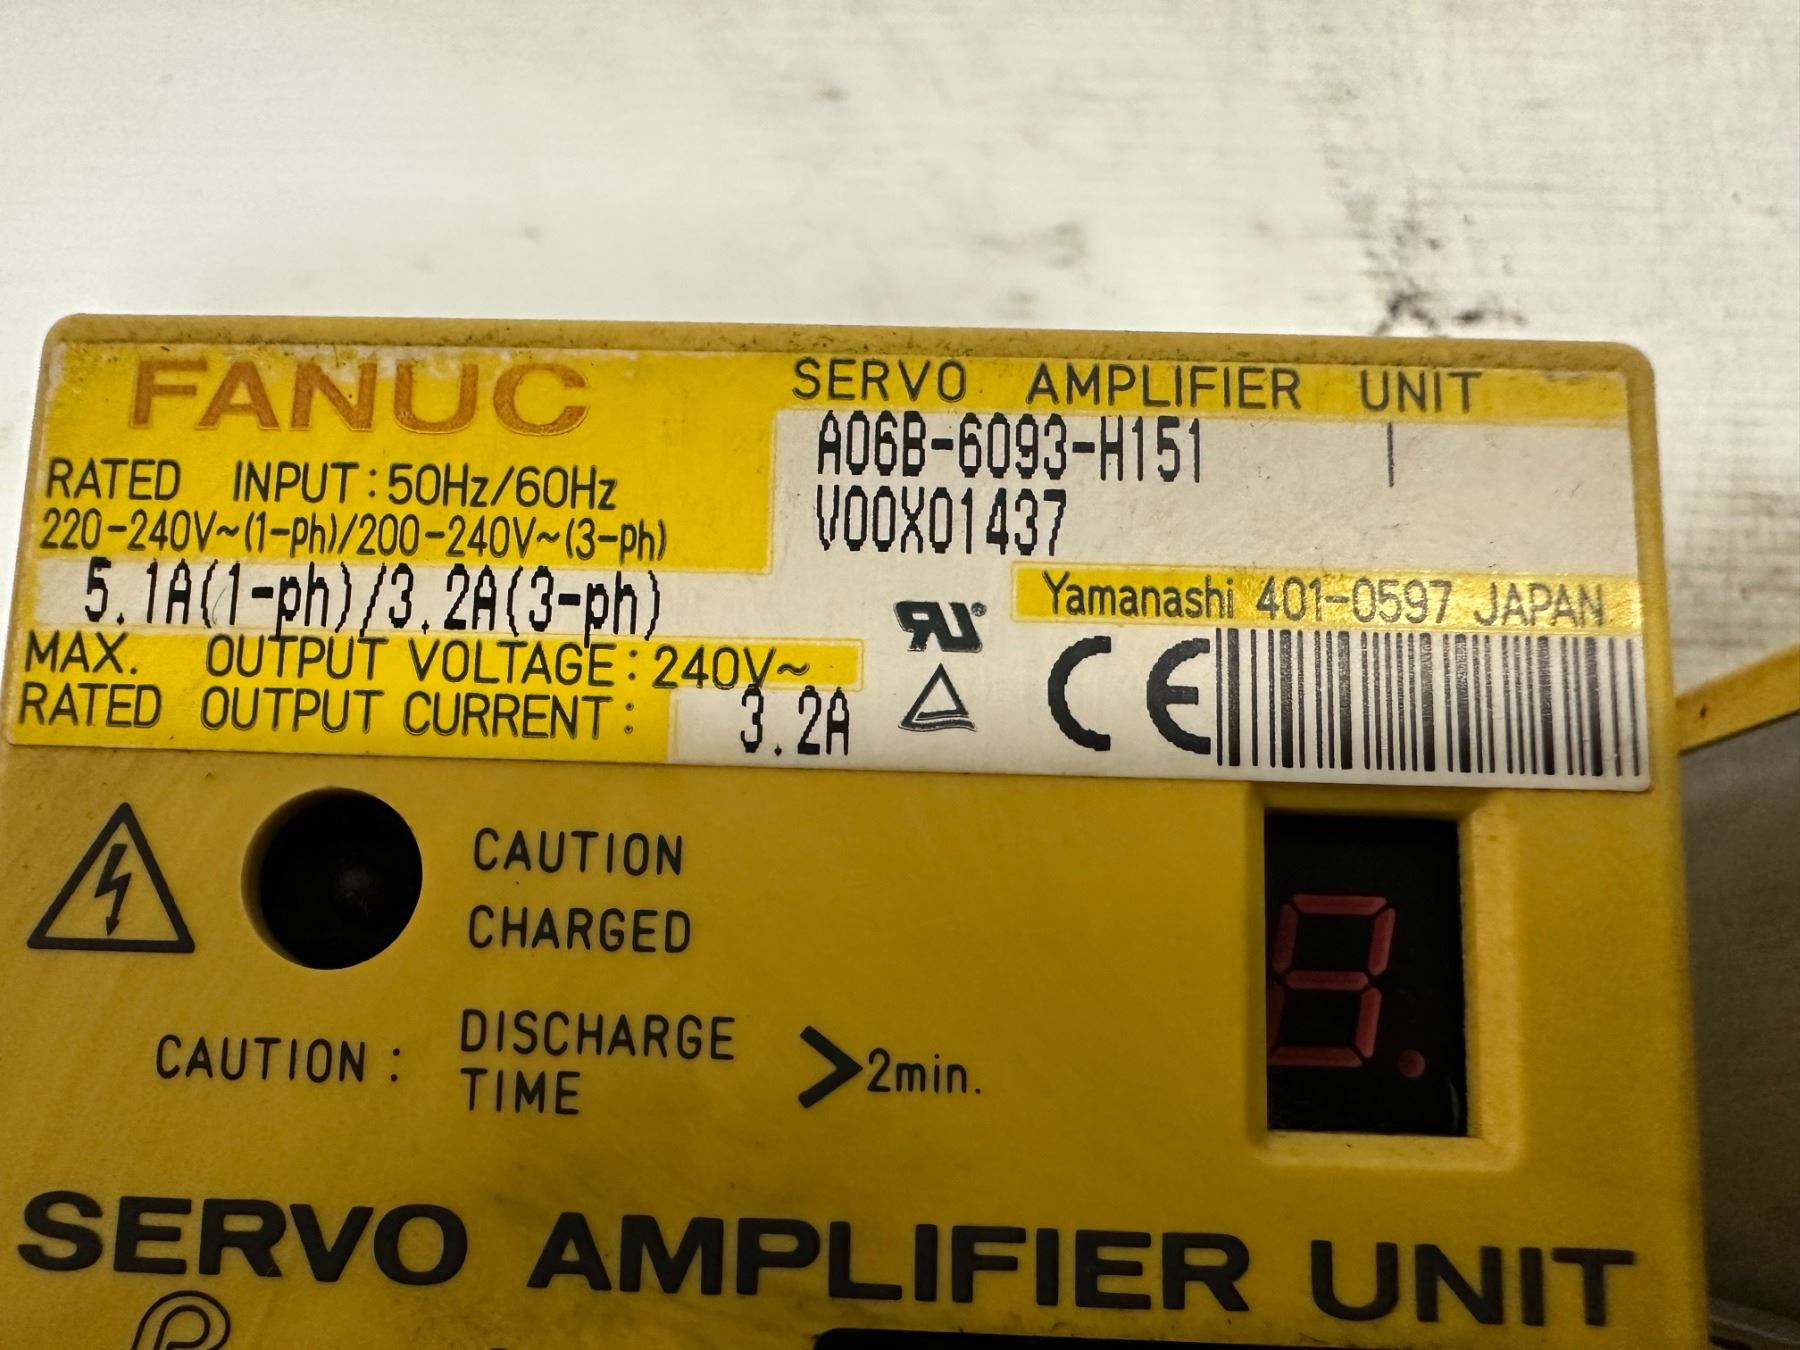 FANUC
SERVO AMPLIFIER UNIT
A06B-6093-H151
V00X01437
RATED INPUT:50Hz/60Hz
220-240V~(1-ph)/200-240V~(3-ph)
5.1A(1-ph)/3.2A(3-ph)
MAX. OUTPUT VOLTAGE:240V~
RATED OUTPUT CURRENT: 3.2A
Yamanashi 401-0597 JAPAN
CE
CAUTION
CHARGED
CAUTION: DISCHARGE
TIME >2min.
8.
SERVO AMPLIFIER UNIT